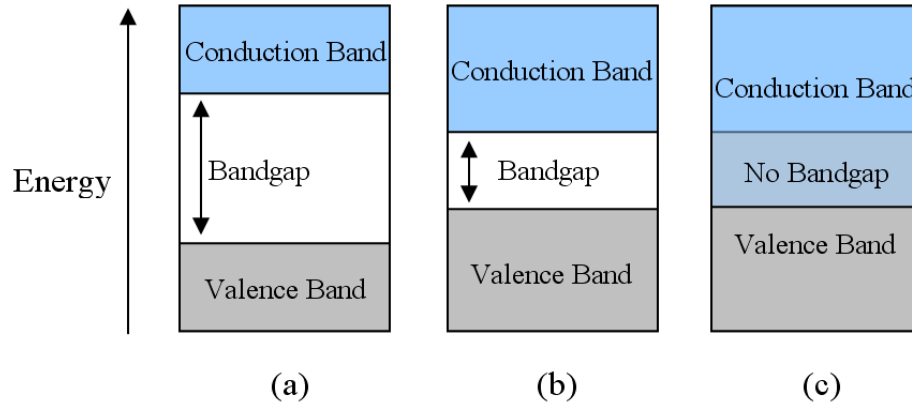 Energy
Conduction Band
Bandgap
Valence Band
(a)
Conduction Band
Bandgap
Valence Band
(b)
Conduction Band
No Bandgap
Valence Band
(c)